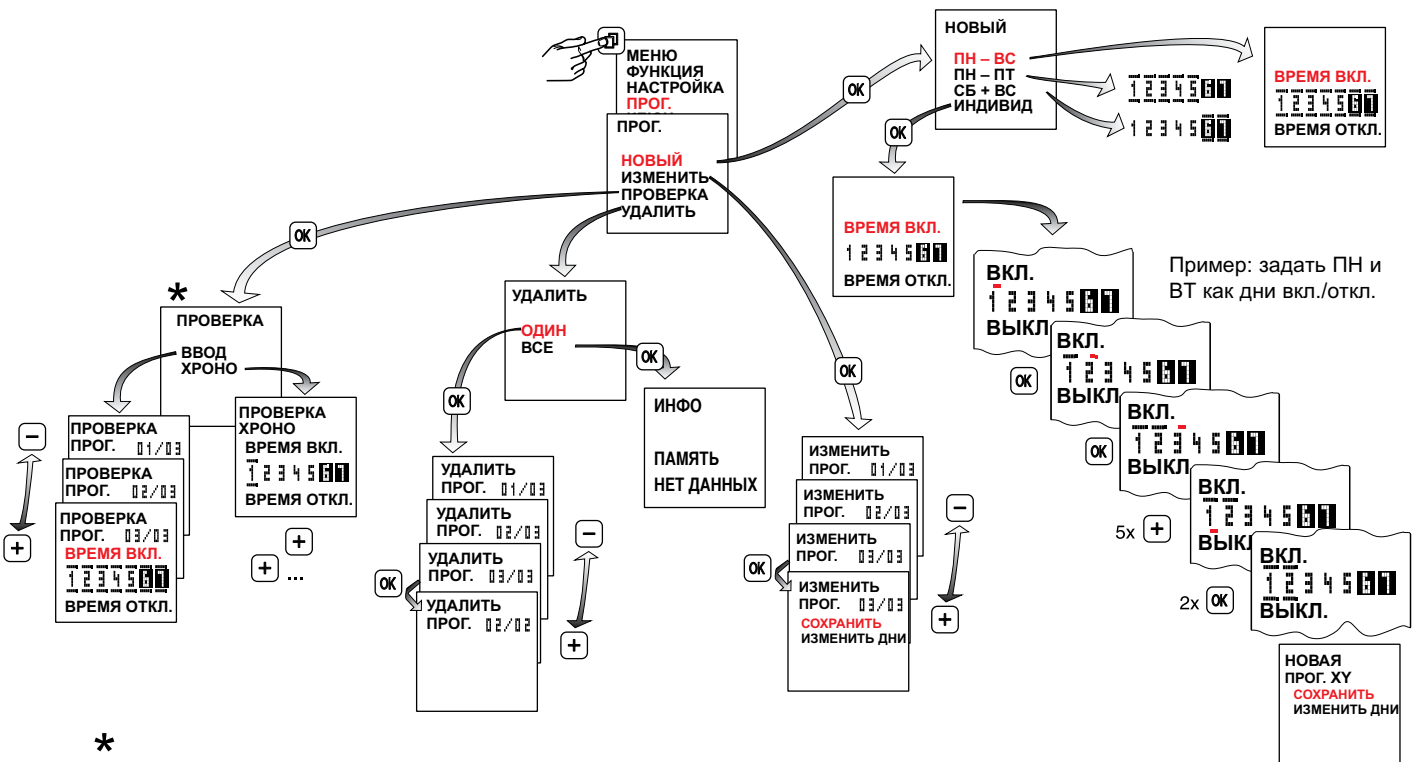 МЕНЮ
ФУНКЦИЯ
НАСТРОЙКА
ПРОГ.
ПРОГ.
НОВЫЙ
ИЗМЕНИТЬ
ПРОВЕРКА
УДАЛИТЬ
OK
НОВЫЙ
ПН – ВС
ПН – ПТ
СБ + ВС
ИНДИВИД
1 2 3 4 5 6 7
1 2 3 4 5 6 7
ВРЕМЯ ВКЛ.
1 2 3 4 5 6 7
ВРЕМЯ ОТКЛ.
OK
ВРЕМЯ ВКЛ.
1 2 3 4 5 6 7
ВРЕМЯ ОТКЛ.
Пример: задать ПН и
ВТ как дни вкл./откл.
ВКЛ.
1 2 3 4 5 6 7
ВЫКЛ
OK
ВКЛ.
1 2 3 4 5 6 7
ВЫКЛ
OK
ВКЛ.
1 2 3 4 5 6 7
ВЫКЛ
5x +
ВКЛ.
1 2 3 4 5 6 7
ВЫКЛ
2x OK
ВКЛ.
1 2 3 4 5 6 7
ВЫКЛ.
НОВАЯ
ПРОГ. XY
СОХРАНИТЬ
ИЗМЕНИТЬ ДНИ
OK
*
ПРОВЕРКА
ВВОД
ХРОНО
ПРОВЕРКА
ПРОГ. 01/03
ПРОВЕРКА
ПРОГ. 02/03
ПРОВЕРКА
ПРОГ. 03/03
ВРЕМЯ ВКЛ.
1 2 3 4 5 6 7
ВРЕМЯ ОТКЛ.
−
+
ПРОВЕРКА
ХРОНО
ВРЕМЯ ВКЛ.
1 2 3 4 5 6 7
ВРЕМЯ ОТКЛ.
+
+ ...
УДАЛИТЬ
ОДИН
ВСЕ
OK
OK
ИНФО
ПАМЯТЬ
НЕТ ДАННЫХ
УДАЛИТЬ
ПРОГ. 01/03
УДАЛИТЬ
ПРОГ. 02/03
УДАЛИТЬ
ПРОГ. 03/03
OK
УДАЛИТЬ
ПРОГ. 02/02
−
+
OK
ИЗМЕНИТЬ
ПРОГ. 01/03
ИЗМЕНИТЬ
ПРОГ. 02/03
ИЗМЕНИТЬ
ПРОГ. 03/03
OK
ИЗМЕНИТЬ
ПРОГ. 03/03
СОХРАНИТЬ
ИЗМЕНИТЬ ДНИ
−
+
*